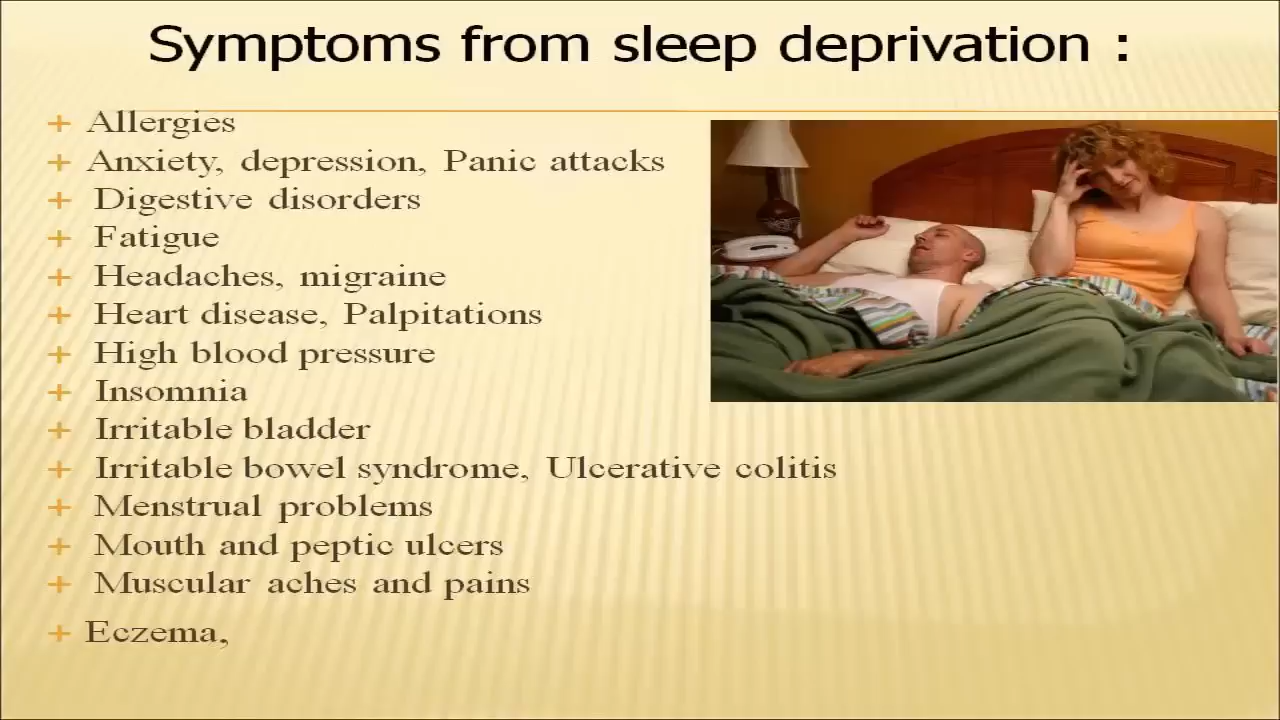 Symptoms from sleep deprivation :
Allergies
Anxiety, depression, Panic attacks
Digestive disorders
Fatigue
Headaches, migraine
Heart disease, Palpitations
High blood pressure
Insomnia
Irritable bladder
Irritable bowel syndrome, Ulcerative colitis
Menstrual problems
Mouth and peptic ulcers
Muscular aches and pains
Eczema,